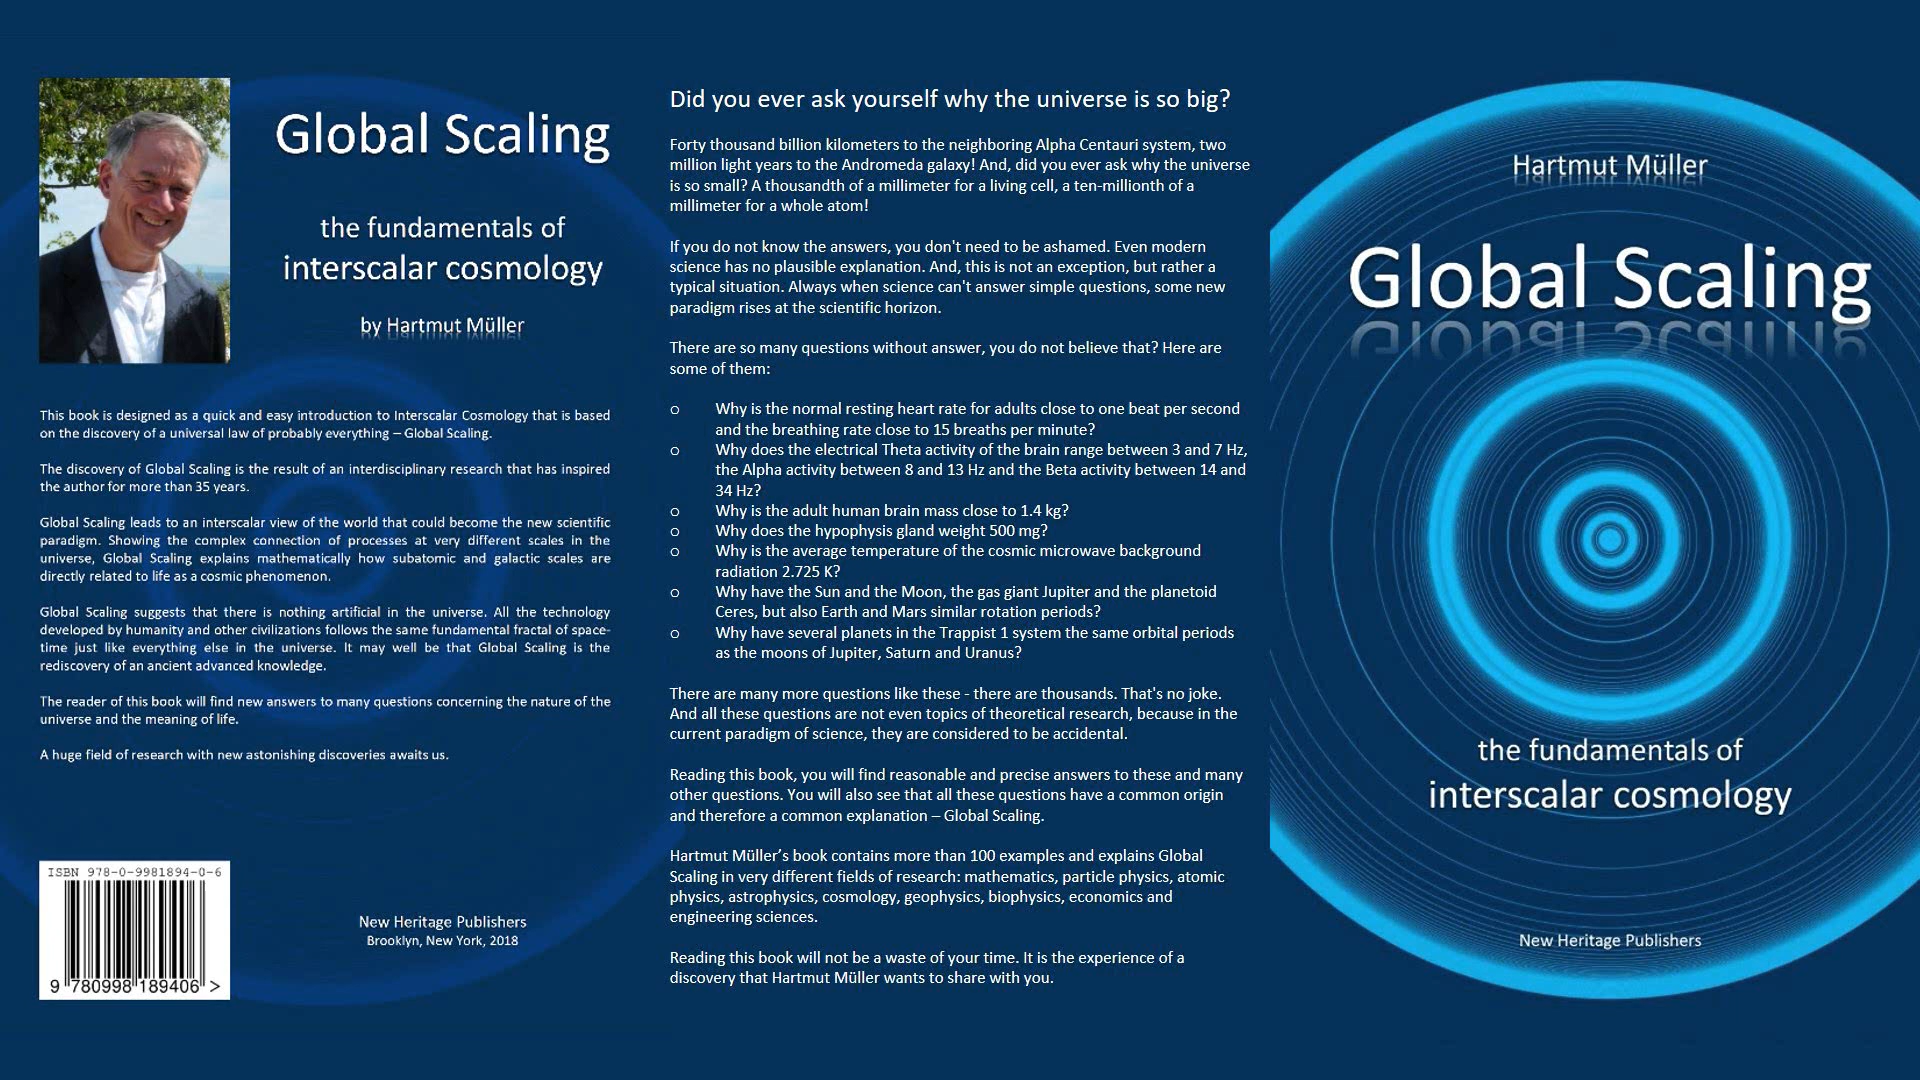 Global Scaling
the fundamentals of
interscalar cosmology
by Hartmut Müller
This book is designed as a quick and easy introduction to Interscalar Cosmology that is based
on the discovery of a universal law of probably everything – Global Scaling.
The discovery of Global Scaling is the result of an interdisciplinary research that has inspired
the author for more than 35 years.
Global Scaling leads to an interscalar view of the world that could become the new scientific
paradigm. Showing the complex connection of processes at very different scales in the
universe, Global Scaling explains mathematically how subatomic and galactic scales are
directly related to life as a cosmic phenomenon.
Global Scaling suggests that there is nothing artificial in the universe. All the technology
developed by humanity and other civilizations follows the same fundamental fractal of space-
time just like everything else in the universe. It may well be that Global Scaling is the
rediscovery of an ancient advanced knowledge.
The reader of this book will find new answers to many questions concerning the nature of the
universe and the meaning of life.
A huge field of research with new astonishing discoveries awaits us.
ISBN 978-0-9981894-0-6
9 780998 189406 >
New Heritage Publishers
Brooklyn, New York, 2018
Did you ever ask yourself why the universe is so big?
Forty thousand billion kilometers to the neighboring Alpha Centauri system, two
million light years to the Andromeda galaxy! And, did you ever ask why the universe
is so small? A thousandth of a millimeter for a living cell, a ten-millionth of a
millimeter for a whole atom!
If you do not know the answers, you don't need to be ashamed. Even modern
science has no plausible explanation. And, this is not an exception, but rather a
typical situation. Always when science can't answer simple questions, some new
paradigm rises at the scientific horizon.
There are so many questions without answer, you do not believe that? Here are
some of them:
o Why is the normal resting heart rate for adults close to one beat per second
and the breathing rate close to 15 breaths per minute?
o Why does the electrical Theta activity of the brain range between 3 and 7 Hz,
the Alpha activity between 8 and 13 Hz and the Beta activity between 14 and
34 Hz?
o Why is the adult human brain mass close to 1.4 kg?
o Why does the hypophysis gland weight 500 mg?
o Why is the average temperature of the cosmic microwave background
radiation 2.725 K?
o Why have the Sun and the Moon, the gas giant Jupiter and the planetoid
Ceres, but also Earth and Mars similar rotation periods?
o Why have several planets in the Trappist 1 system the same orbital periods
as the moons of Jupiter, Saturn and Uranus?
There are many more questions like these - there are thousands. That's no joke.
And all these questions are not even topics of theoretical research, because in the
current paradigm of science, they are considered to be accidental.
Reading this book, you will find reasonable and precise answers to these and many
other questions. You will also see that all these questions have a common origin
and therefore a common explanation – Global Scaling.
Hartmut Müller’s book contains more than 100 examples and explains Global
Scaling in very different fields of research: mathematics, particle physics, atomic
physics, astrophysics, cosmology, geophysics, biophysics, economics and
engineering sciences.
Reading this book will not be a waste of your time. It is the experience of a
discovery that Hartmut Müller wants to share with you.
Hartmut Müller
Global Scaling
the fundamentals of
interscalar cosmology
New Heritage Publishers